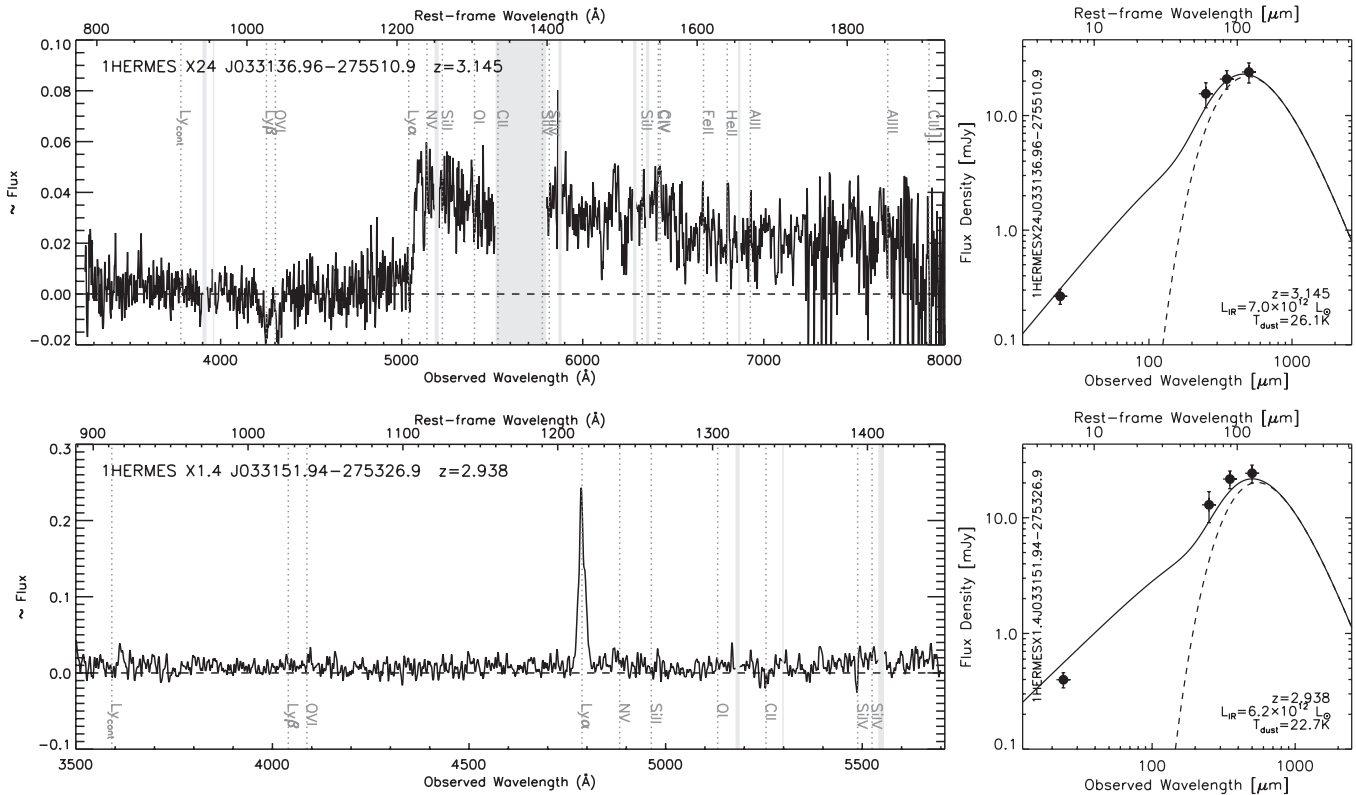 Rest-frame Wavelength (Å)
800 1000 1200 1400 1600 1800
0.10
0.08
0.06
0.04
0.02
0.00
-0.02
~ Flux
1HERMES X24 J033136.96-275510.9 z=3.145
Lycont Lyβ OVI Lyα NV SiII OI CII SiIV SiIV SiII CIV CIV FeII HeII AlII AlIII CIII]
4000 5000 6000 7000 8000
Observed Wavelength (Å)
Rest-frame Wavelength [μm]
10 100
10.0
1.0
0.1
Flux Density [mJy]
1HERMESX24J033136.96-275510.9
z=3.145
LIR=7.0×10¹² L☉
Tdust=26.1K
100 1000
Observed Wavelength [μm]
Rest-frame Wavelength (Å)
900 1000 1100 1200 1300 1400
0.3
0.2
0.1
0.0
-0.1
~ Flux
1HERMES X1.4 J033151.94-275326.9 z=2.938
Lycont Lyβ OVI Lyα NV SiII OI CII SiIV SiIV
3500 4000 4500 5000 5500
Observed Wavelength (Å)
Rest-frame Wavelength [μm]
10 100
10.0
1.0
0.1
Flux Density [mJy]
1HERMESX1.4J033151.94-275326.9
z=2.938
LIR=6.2×10¹² L☉
Tdust=22.7K
100 1000
Observed Wavelength [μm]